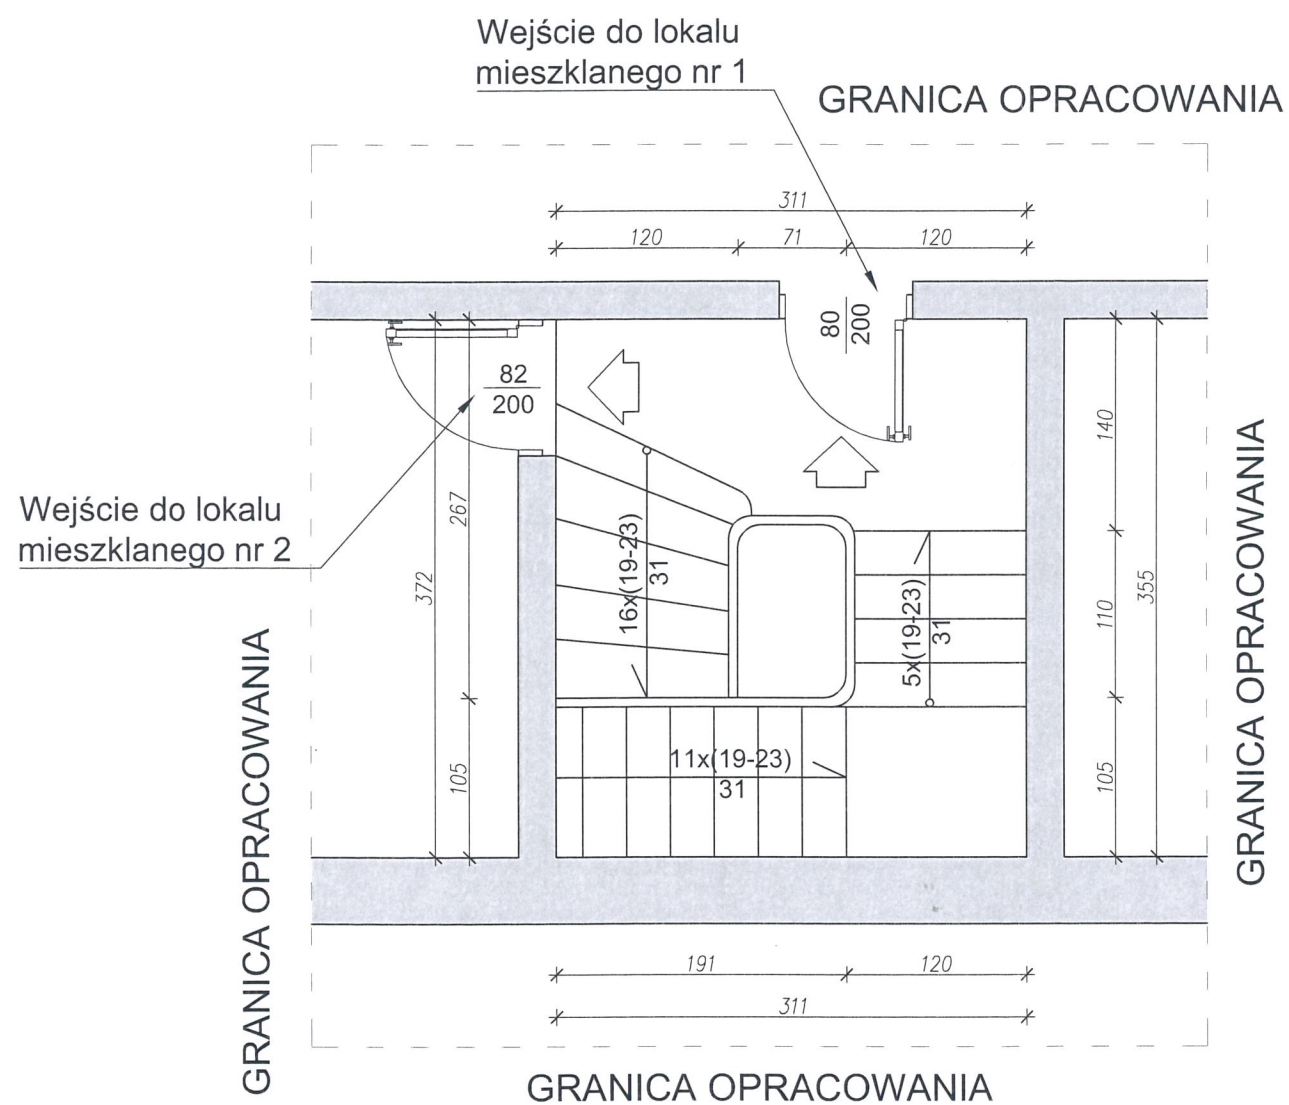 Wejście do lokalu
mieszklanego nr 1
GRANICA OPRACOWANIA
311
120 71 120
80
200
82
200
140
267
Wejście do lokalu
mieszklanego nr 2
372
16x(19-23)
31
5x(19-23)
31
110
355
GRANICA OPRACOWANIA
GRANICA OPRACOWANIA
105
11x(19-23)
31
105
191 120
311
GRANICA OPRACOWANIA